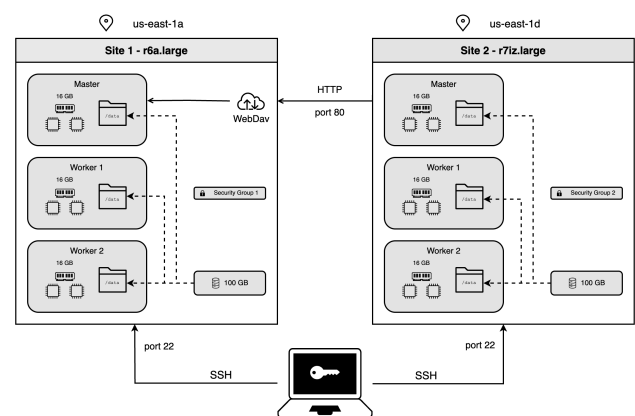 us-east-1a
us-east-1d
Site 1 - r6a.large
Site 2 - r7iz.large
Master
16 GB
/data
WebDav
HTTP
port 80
Master
16 GB
/data
Worker 1
16 GB
/data
Security Group 1
Worker 1
16 GB
/data
Security Group 2
Worker 2
16 GB
/data
100 GB
Worker 2
16 GB
/data
100 GB
port 22
port 22
SSH
SSH